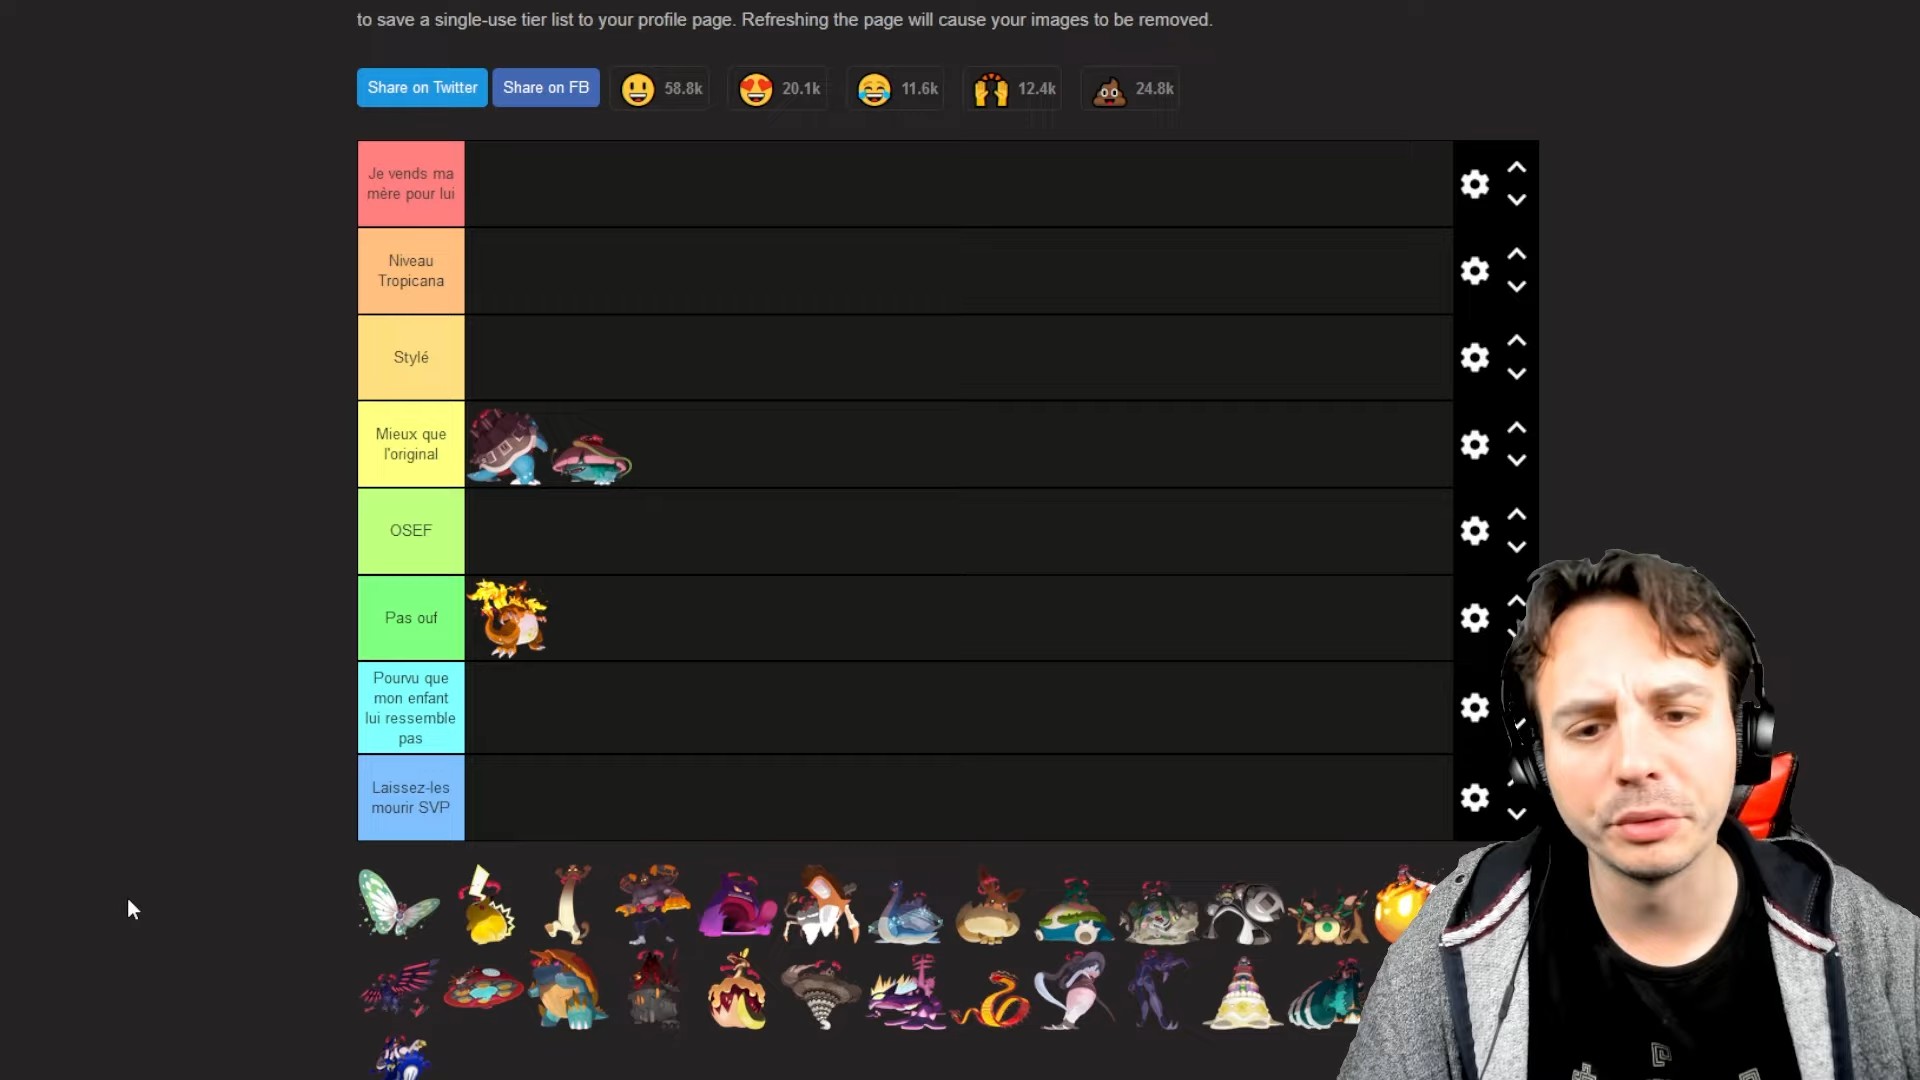 to save a single-use tier list to your profile page. Refreshing the page will cause your images to be removed.
Share on Twitter
Share on FB
58.8k
20.1k
11.6k
12.4k
24.8k
Je vends ma
mère pour lui
Niveau
Tropicana
Stylé
Mieux que
l'original
OSEF
Pas ouf
Pourvu que
mon enfant
lui ressemble
pas
Laissez-les
mourir SVP